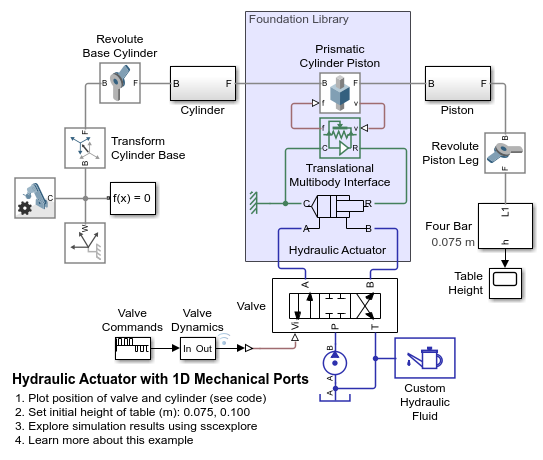 Foundation Library
Revolute
Base Cylinder
Prismatic
Cylinder Piston
B
F
B
F
Cylinder
B
F
f
v
B
F
Piston
F
B
Transform
Cylinder Base
f
v
C
R
Translational
Multibody Interface
B
F
Revolute
Piston Leg
C
f(x) = 0
W
C
R
A
B
Hydraulic Actuator
L1
h
Four Bar
0.075 m
Table
Height
A
B
Valve
Vi
P
T
Valve
Commands
Valve
Dynamics
In
Out
B
A
A
Custom
Hydraulic
Fluid
Hydraulic Actuator with 1D Mechanical Ports
1. Plot position of valve and cylinder (see code)
2. Set initial height of table (m): 0.075, 0.100
3. Explore simulation results using sscexplore
4. Learn more about this example